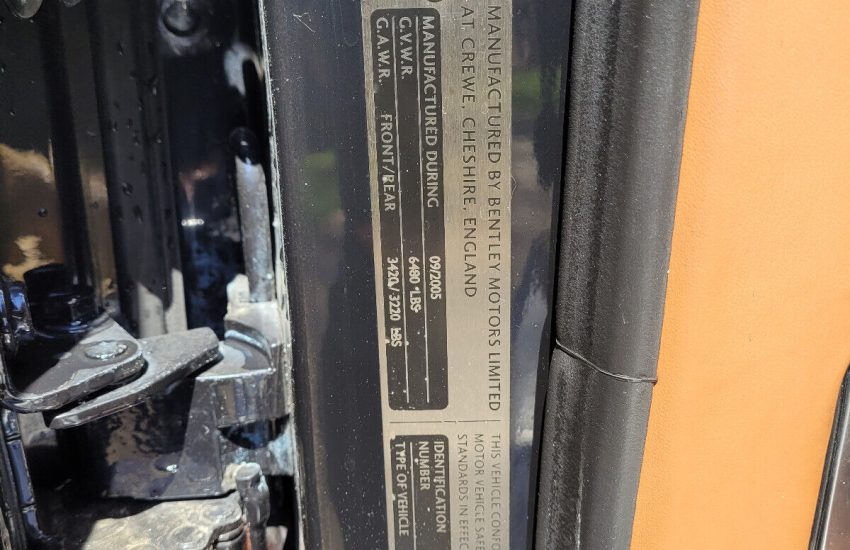 MANUFACTURED BY BENTLEY MOTORS LIMITED
AT CREWE, CHESHIRE, ENGLAND
MANUFACTURED DURING 09/2005
G.V.W.R. 6480 LBS
G.A.W.R. FRONT/REAR 3420/3220 LBS
THIS VEHICLE CONFO
MOTOR VEHICLE SAFE
STANDARDS IN EFFEC
IDENTIFICATION
NUMBER
TYPE OF VEHICLE